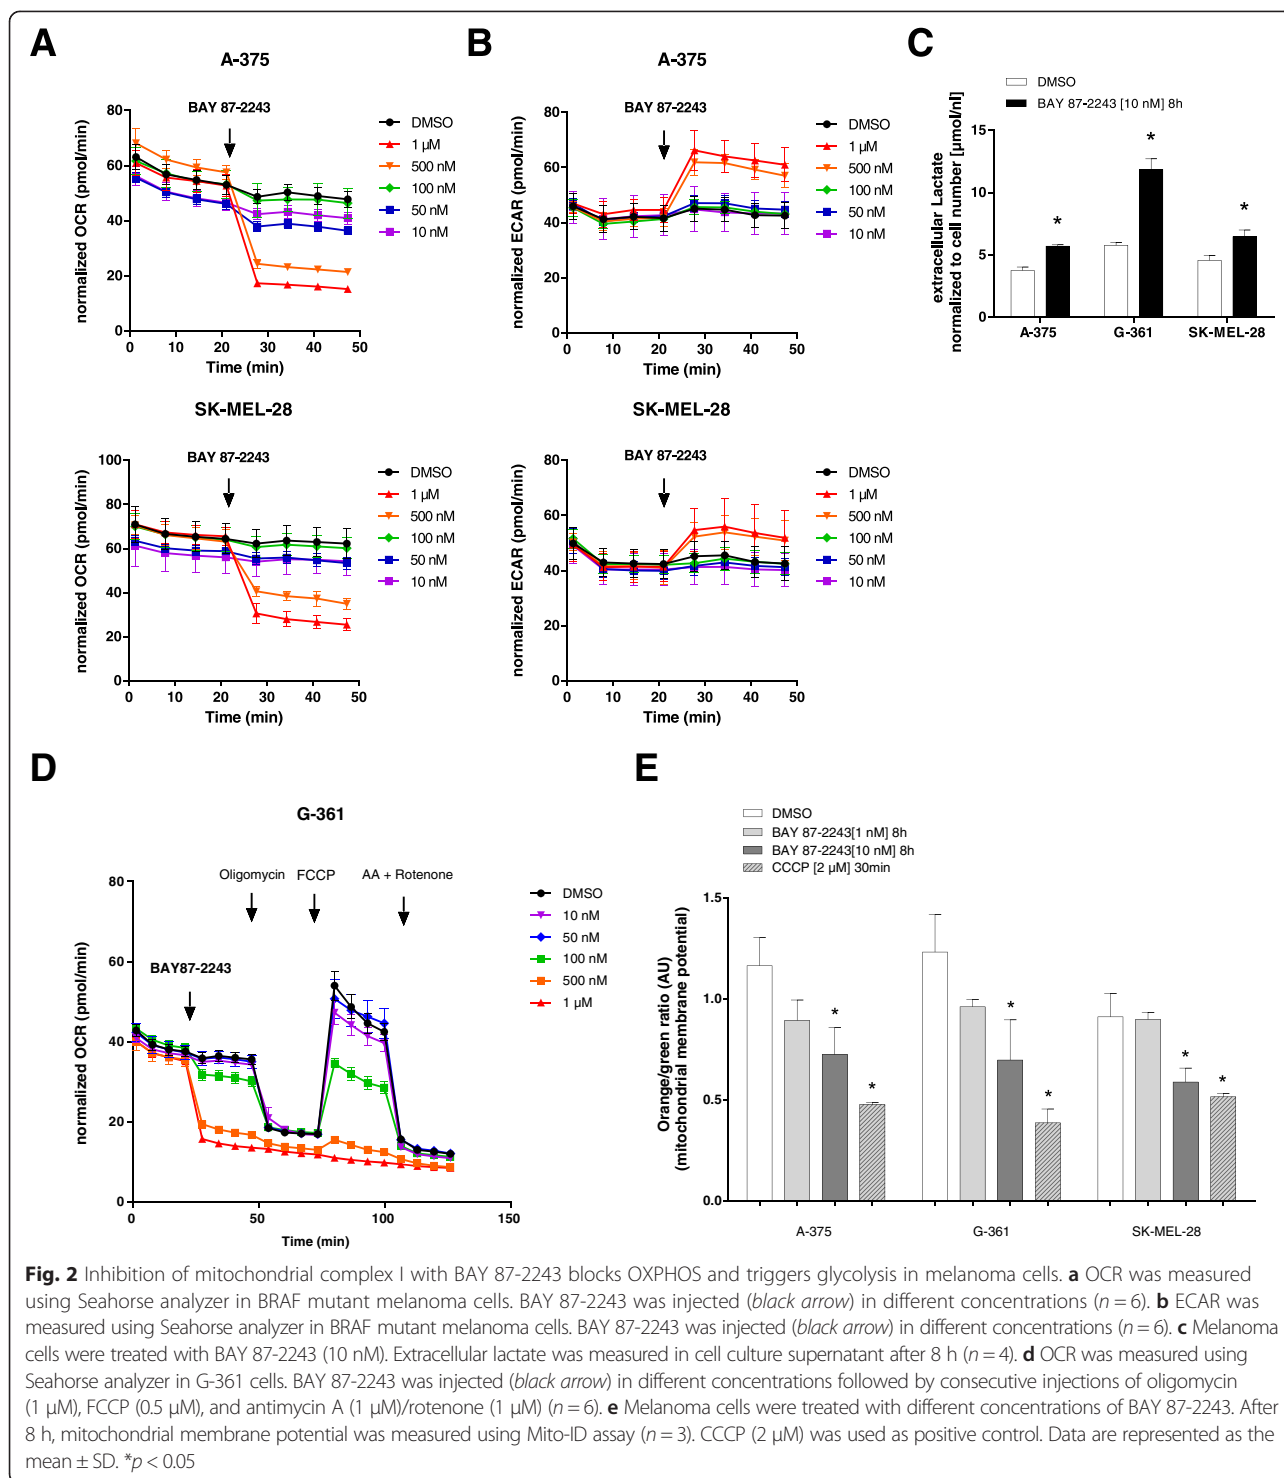 A
A-375
normalized OCR (pmol/min)
80
60
40
20
0
BAY 87-2243
0 10 20 30 40 50
Time (min)
DMSO
1 µM
500 nM
100 nM
50 nM
10 nM
SK-MEL-28
normalized OCR (pmol/min)
100
80
60
40
20
0
BAY 87-2243
0 10 20 30 40 50
Time (min)
DMSO
1 µM
500 nM
100 nM
50 nM
10 nM
B
A-375
normalized ECAR (pmol/min)
80
60
40
20
0
BAY 87-2243
0 10 20 30 40 50
Time (min)
DMSO
1 µM
500 nM
100 nM
50 nM
10 nM
SK-MEL-28
normalized ECAR (pmol/min)
80
60
40
20
0
BAY 87-2243
0 10 20 30 40 50
Time (min)
DMSO
1 µM
500 nM
100 nM
50 nM
10 nM
C
DMSO
BAY 87-2243 [10 nM] 8h
extracellular Lactate
normalized to cell number [µmol/nl]
15
10
5
0
* * *
A-375 G-361 SK-MEL-28
D
G-361
normalized OCR (pmol/min)
80
60
40
20
0
BAY87-2243
Oligomycin FCCP AA + Rotenone
0 50 100 150
Time (min)
DMSO
10 nM
50 nM
100 nM
500 nM
1 µM
E
DMSO
BAY 87-2243[1 nM] 8h
BAY 87-2243[10 nM] 8h
CCCP [2 µM] 30min
Orange/green ratio (AU)
(mitochondrial membrane potential)
1.5
1.0
0.5
0.0
* * * * * *
A-375 G-361 SK-MEL-28
Fig. 2 Inhibition of mitochondrial complex I with BAY 87-2243 blocks OXPHOS and triggers glycolysis in melanoma cells. a OCR was measured
using Seahorse analyzer in BRAF mutant melanoma cells. BAY 87-2243 was injected (black arrow) in different concentrations (n = 6). b ECAR was
measured using Seahorse analyzer in BRAF mutant melanoma cells. BAY 87-2243 was injected (black arrow) in different concentrations (n = 6). c Melanoma
cells were treated with BAY 87-2243 (10 nM). Extracellular lactate was measured in cell culture supernatant after 8 h (n = 4). d OCR was measured using
Seahorse analyzer in G-361 cells. BAY 87-2243 was injected (black arrow) in different concentrations followed by consecutive injections of oligomycin
(1 µM), FCCP (0.5 µM), and antimycin A (1 µM)/rotenone (1 µM) (n = 6). e Melanoma cells were treated with different concentrations of BAY 87-2243. After
8 h, mitochondrial membrane potential was measured using Mito-ID assay (n = 3). CCCP (2 µM) was used as positive control. Data are represented as the
mean ± SD. *p < 0.05